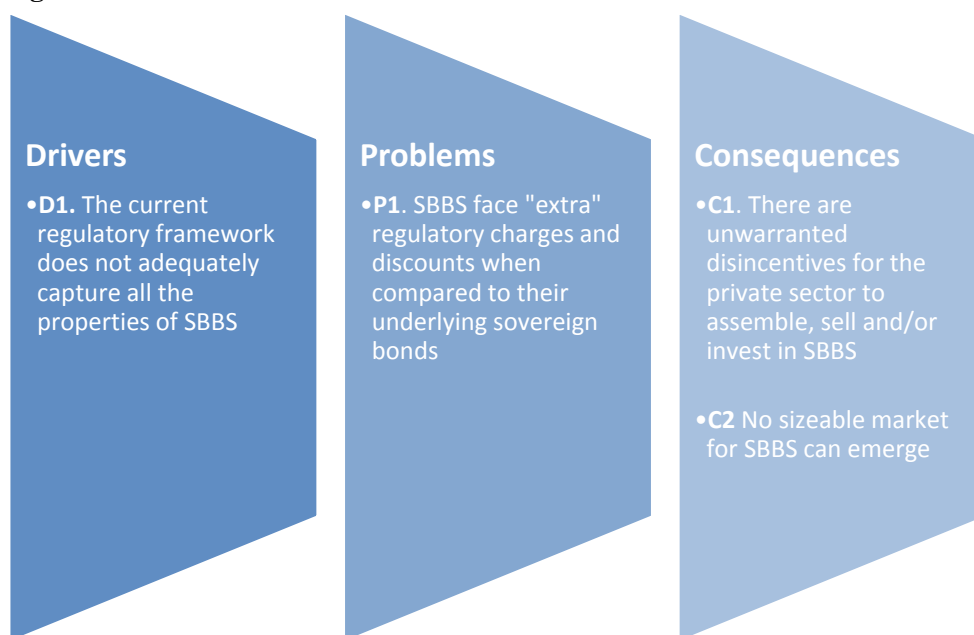 Drivers
•D1. The current
regulatory framework
does not adequately
capture all the
properties of SBBS
Problems
•P1. SBBS face "extra"
regulatory charges and
discounts when
compared to their
underlying sovereign
bonds
Consequences
•C1. There are
unwarranted
disincentives for the
private sector to
assemble, sell and/or
invest in SBBS
•C2 No sizeable market
for SBBS can emerge